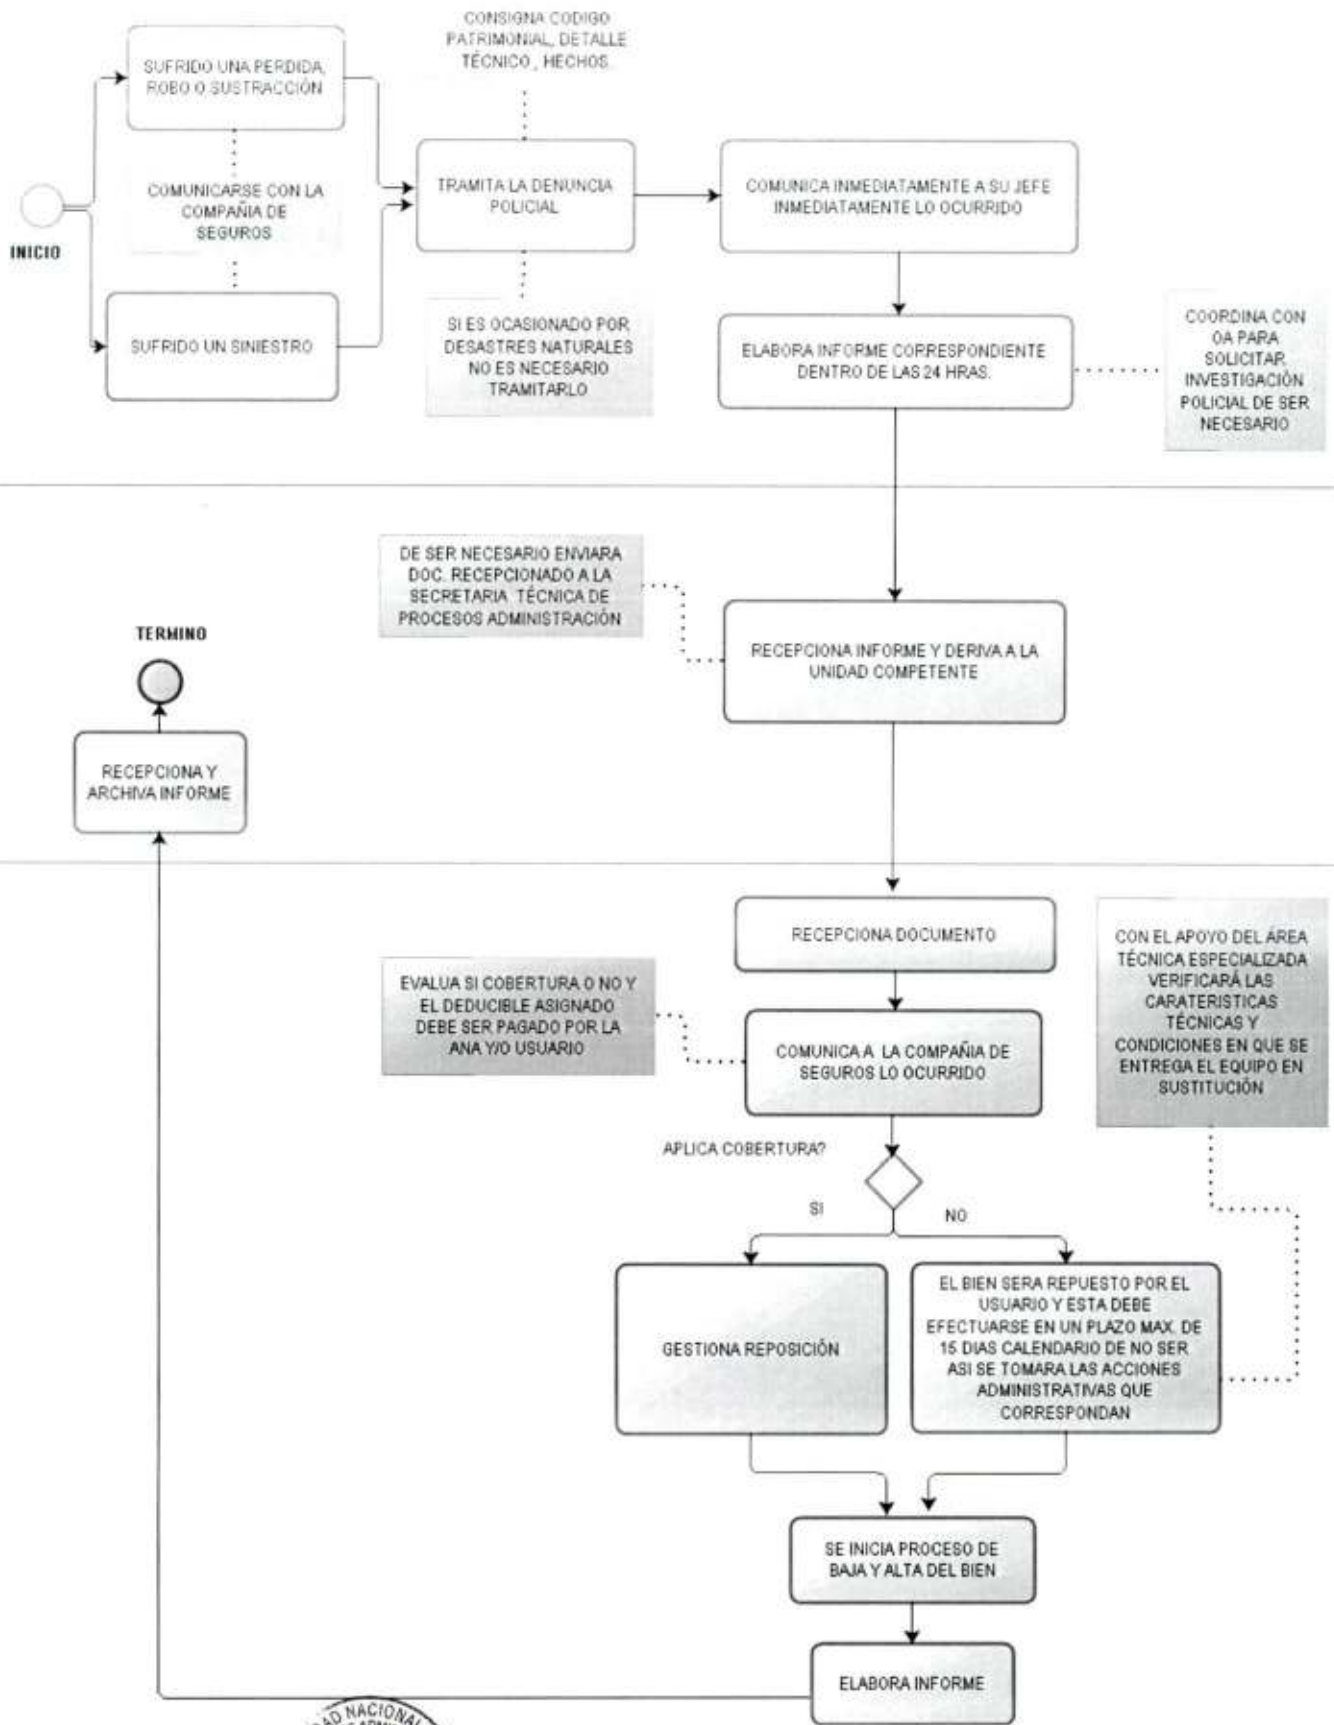 CONSIGNA CODIGO
PATRIMONIAL, DETALLE
TÉCNICO , HECHOS.
SUFRIDO UNA PERDIDA,
ROBO O SUSTRACCIÓN
COMUNICARSE CON LA
COMPAÑIA DE
SEGUROS
INICIO
SUFRIDO UN SINIESTRO
TRAMITA LA DENUNCIA
POLICIAL
SI ES OCASIONADO POR
DESASTRES NATURALES
NO ES NECESARIO
TRAMITARLO
COMUNICA INMEDIATAMENTE A SU JEFE
INMEDIATAMENTE LO OCURRIDO
ELABORA INFORME CORRESPONDIENTE
DENTRO DE LAS 24 HRAS.
COORDINA CON
OA PARA
SOLICITAR
INVESTIGACIÓN
POLICIAL DE SER
NECESARIO
DE SER NECESARIO ENVIARA
DOC. RECEPCIONADO A LA
SECRETARIA TÉCNICA DE
PROCESOS ADMINISTRACIÓN
RECEPCIONA INFORME Y DERIVA A LA
UNIDAD COMPETENTE
TERMINO
RECEPCIONA Y
ARCHIVA INFORME
RECEPCIONA DOCUMENTO
EVALUA SI COBERTURA O NO Y
EL DEDUCIBLE ASIGNADO
DEBE SER PAGADO POR LA
ANA Y/O USUARIO
COMUNICA A LA COMPAÑIA DE
SEGUROS LO OCURRIDO
CON EL APOYO DEL ÁREA
TÉCNICA ESPECIALIZADA
VERIFICARÁ LAS
CARATERISTICAS
TÉCNICAS Y
CONDICIONES EN QUE SE
ENTREGA EL EQUIPO EN
SUSTITUCIÓN
APLICA COBERTURA?
SI
NO
GESTIONA REPOSICIÓN
EL BIEN SERA REPUESTO POR EL
USUARIO Y ESTA DEBE
EFECTUARSE EN UN PLAZO MAX. DE
15 DIAS CALENDARIO DE NO SER
ASI SE TOMARA LAS ACCIONES
ADMINISTRATIVAS QUE
CORRESPONDAN
SE INICIA PROCESO DE
BAJA Y ALTA DEL BIEN
ELABORA INFORME
NACIONAL